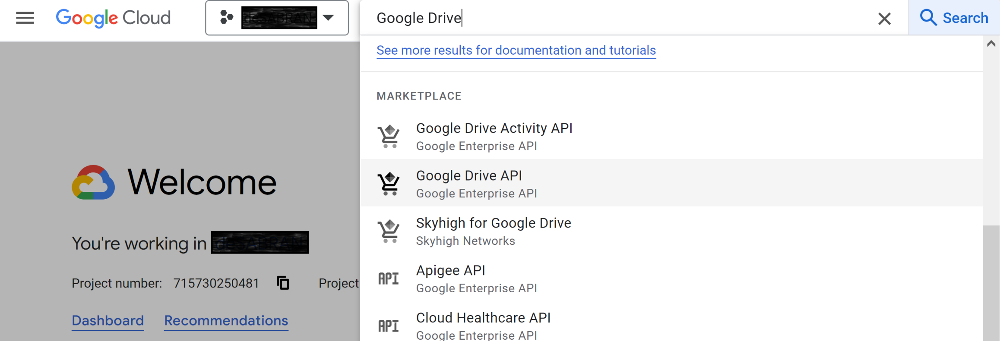 Google Cloud
Google Drive
Search
See more results for documentation and tutorials
MARKETPLACE
Google Drive Activity API
Google Enterprise API
Google Drive API
Google Enterprise API
Skyhigh for Google Drive
Skyhigh Networks
API
Apigee API
Google Enterprise API
API
Cloud Healthcare API
Google Enterprise API
Welcome
You're working in
Project number: 715730250481
Project
Dashboard
Recommendations